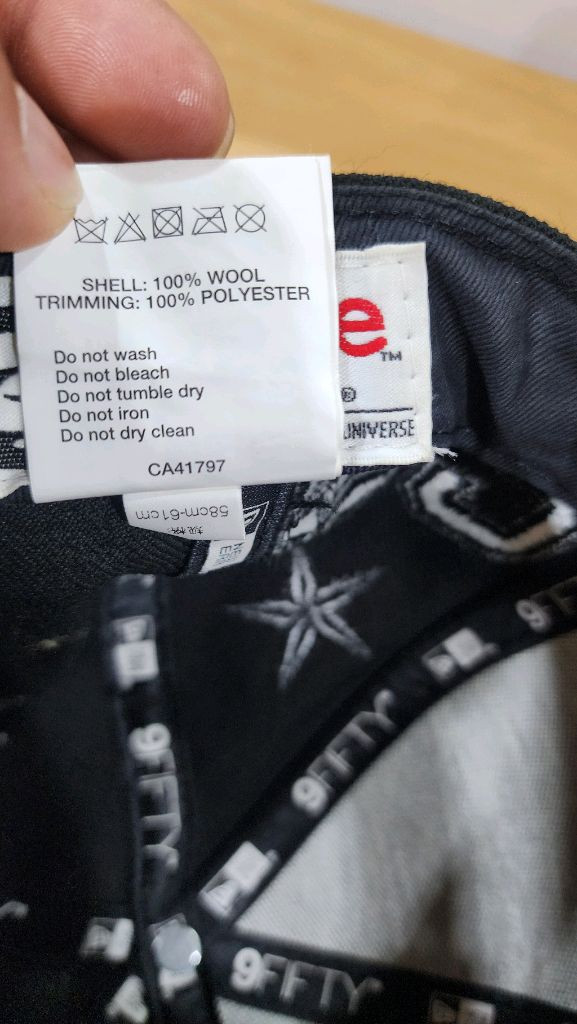 SHELL: 100% WOOL
TRIMMING: 100% POLYESTER
Do not wash
Do not bleach
Do not tumble dry
Do not iron
Do not dry clean
CA41797
e™
®
UNIVERSE
58cm-61cm
9FIFTY
9FIFTY
9FIFTY
9FIFTY